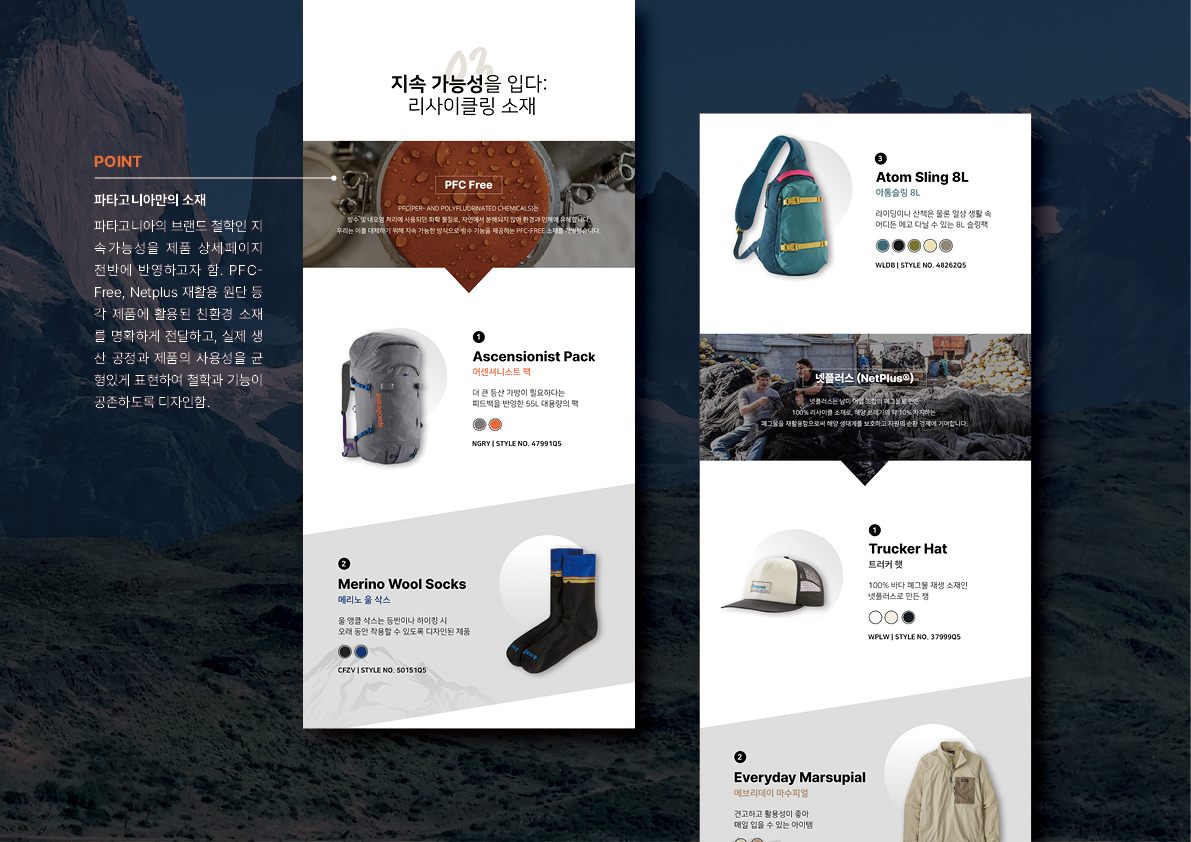 POINT
파타고니아만의 소재
파타고니아의 브랜드 철학인 지
속가능성을 제품 상세페이지
전반에 반영하고자 함. PFC-
Free, Netplus 재활용 원단 등
각 제품에 활용된 친환경 소재
를 명확하게 전달하고, 실제 생
산 공정과 제품의 사용성을 균
형있게 표현하여 철학과 기능이
공존하도록 디자인함.
03
지속 가능성을 입다:
리사이클링 소재
PFC Free
PFC(PER- AND POLYFLUORINATED CHEMICALS)는
방수 및 내오염 처리에 사용되던 화학 물질로, 자연에서 분해되지 않아 환경과 인체에 유해합니다.
우리는 이를 대체하기 위해 지속 가능한 방식으로 방수 기능을 제공하는 PFC-FREE 소재를 개발했습니다.
1
Ascensionist Pack
어센셔니스트 팩
더 큰 등산 가방이 필요하다는
피드백을 반영한 55L 대용량의 팩
NGRY | STYLE NO. 47991Q5
patagonia
2
Merino Wool Socks
메리노 울 삭스
울 앵클 삭스는 등반이나 하이킹 시
오래 동안 착용할 수 있도록 디자인된 제품
CFZV | STYLE NO. 50151Q5
3
Atom Sling 8L
아톰슬링 8L
라이딩이나 산책은 물론 일상 생활 속
어디든 메고 다닐 수 있는 8L 슬링팩
WLDB | STYLE NO. 48262Q5
넷플러스 (NetPlus®)
넷플러스는 남미 어업 조합의 폐그물로 만든
100% 리사이클 소재로, 해양 쓰레기의 약 10% 차지하는
폐그물을 재활용함으로써 해양 생태계를 보호하고 자원의 순환 경제에 기여합니다.
1
Trucker Hat
트러커 햇
100% 바다 폐그물 재생 소재인
넷플러스로 만든 챙
WPLW | STYLE NO. 37999Q5
2
Everyday Marsupial
에브리데이 마수피얼
견고하고 활용성이 좋아
매일 입을 수 있는 아이템